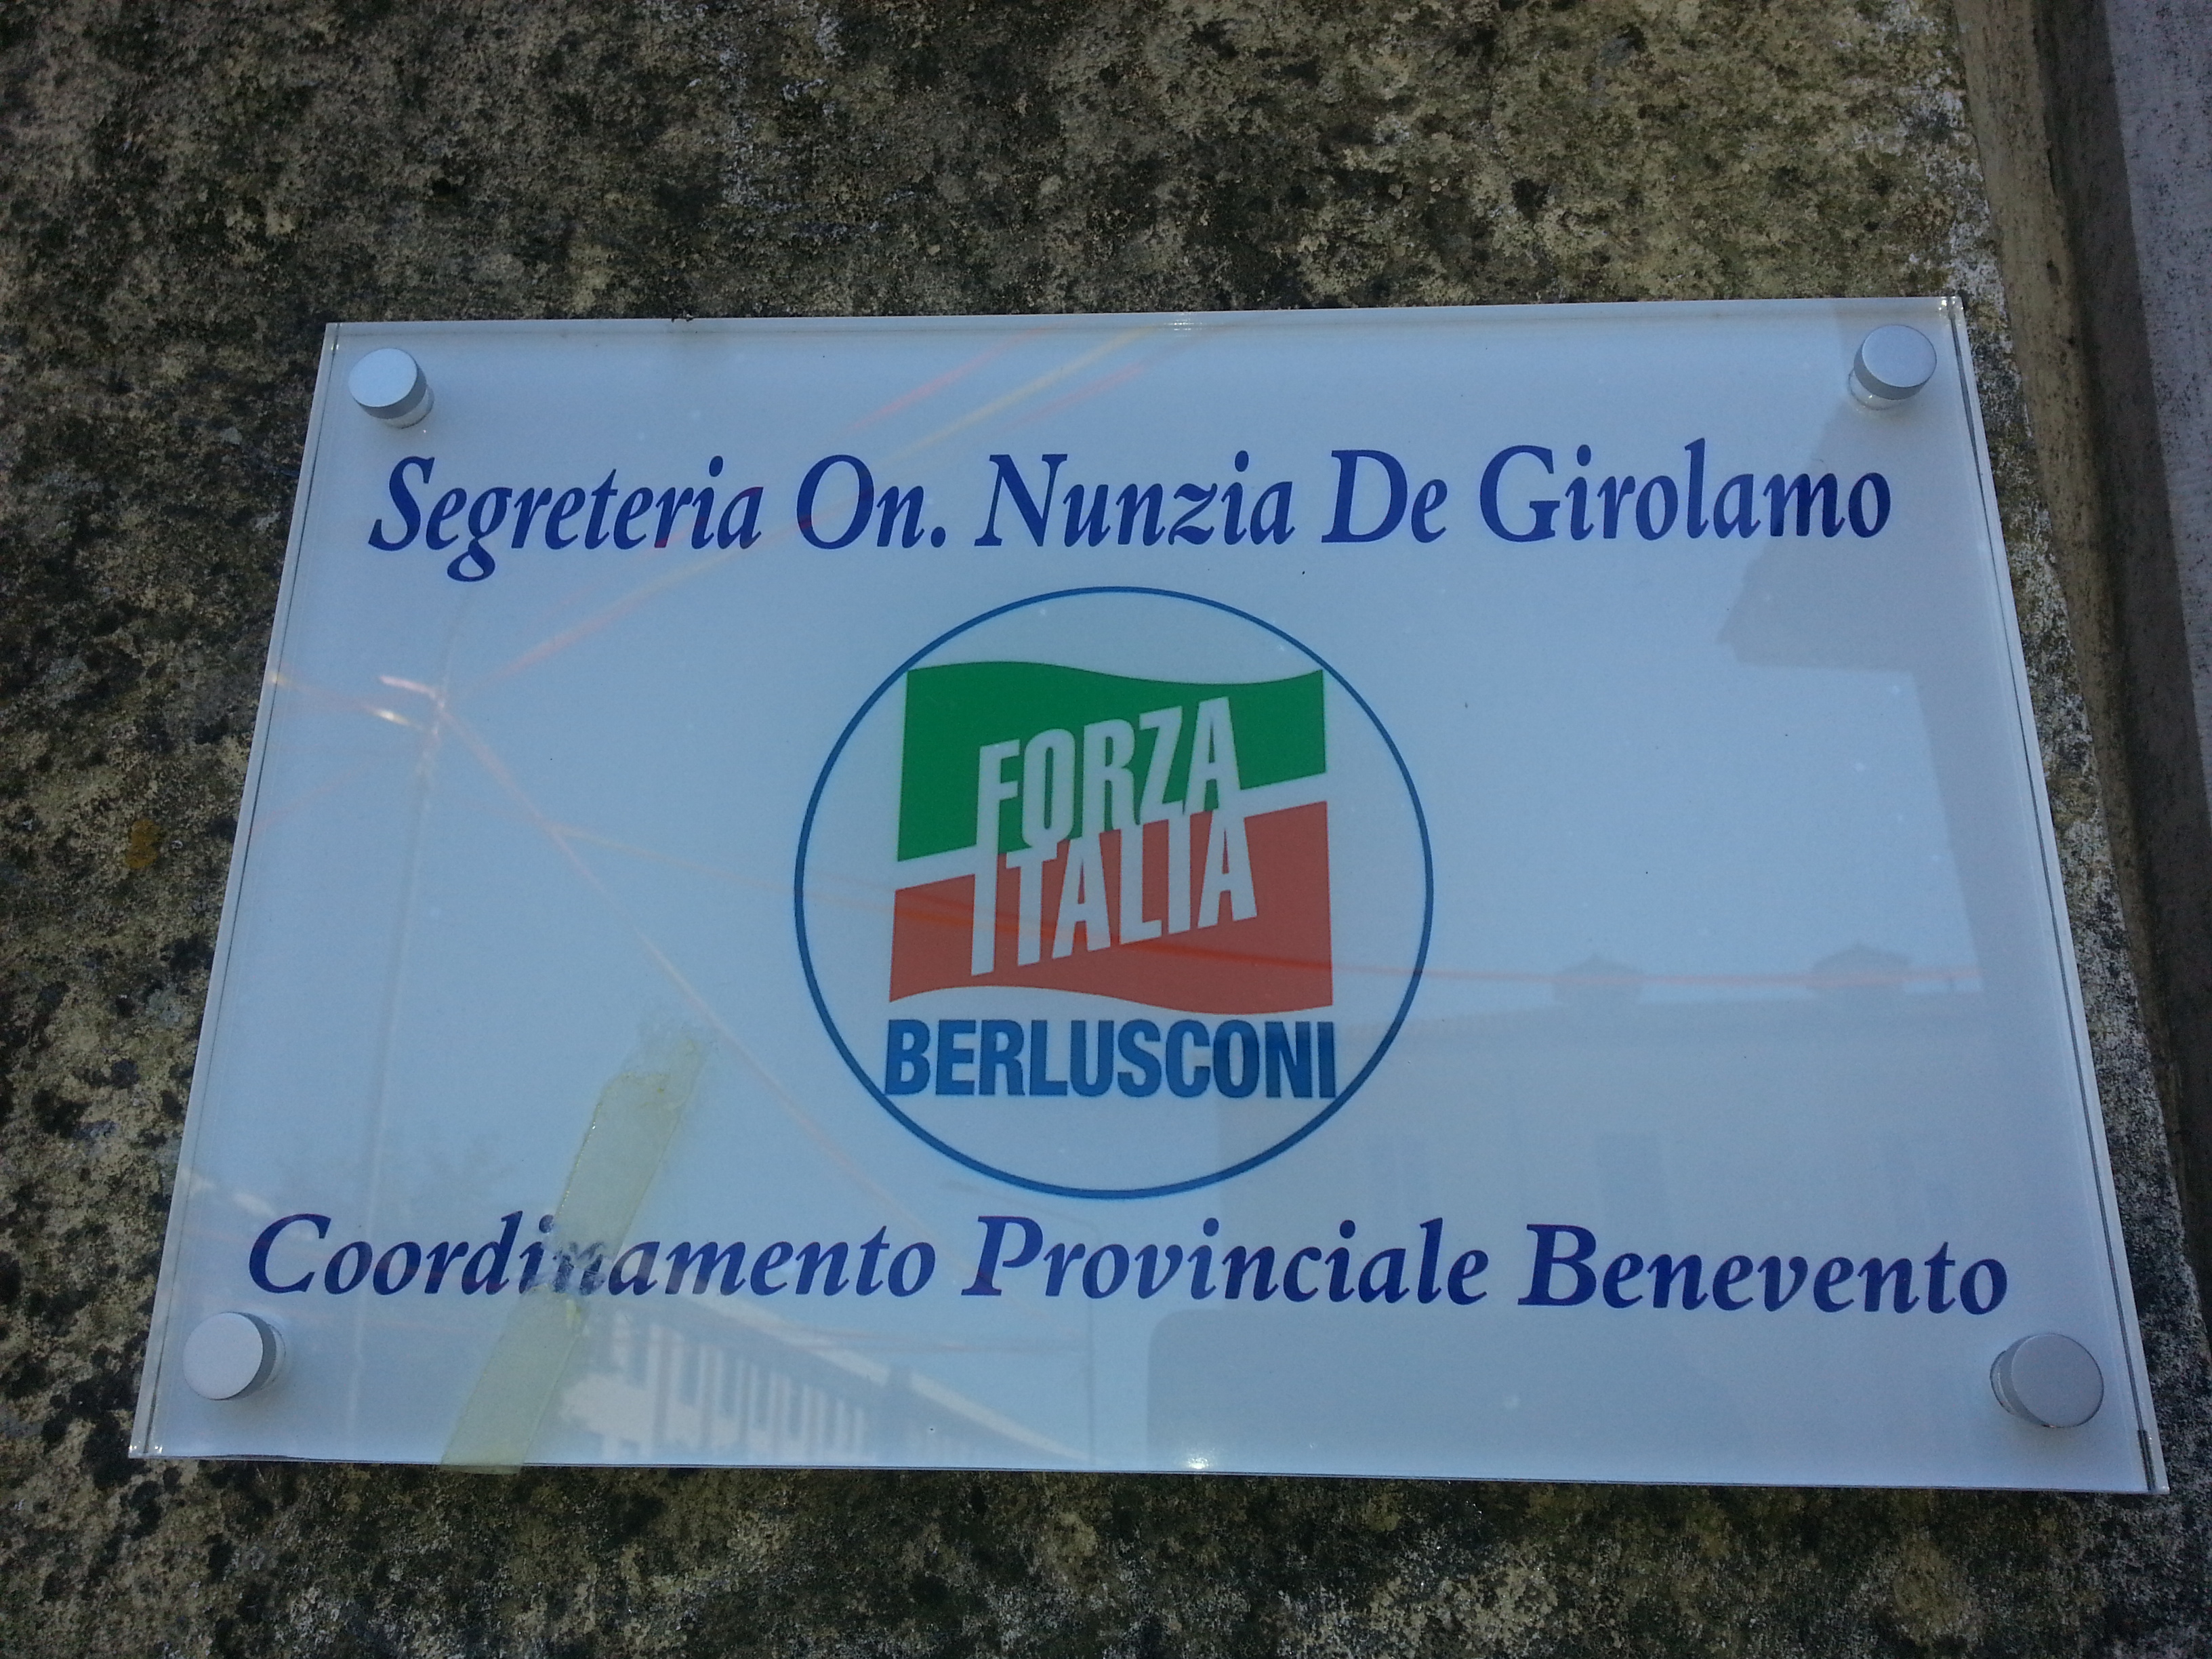 Segreteria On. Nunzia De Girolamo
FORZA
ITALIA
BERLUSCONI
Coordinamento Provinciale Benevento